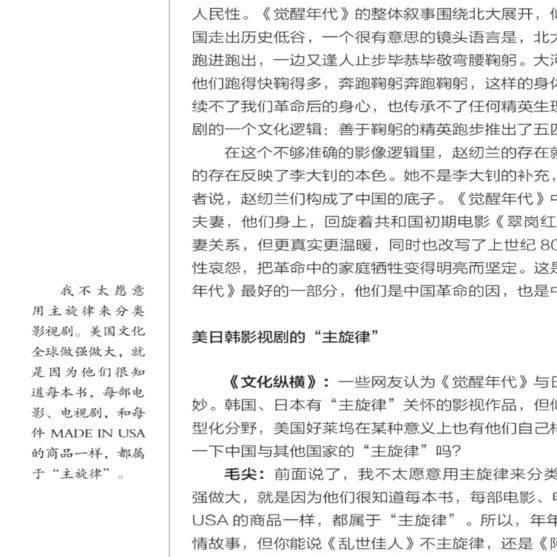 人民性。《觉醒年代》的整体叙事围绕北大展开，
国走出历史低谷，一个很有意思的镜头语言是，北大
跑进跑出，一边又逢人止步毕恭毕敬弯腰鞠躬。大
他们跑得快鞠得多，奔跑鞠躬奔跑鞠躬，这样的身
续不了我们革命后的身心，也传承不了任何精英生
剧的一个文化逻辑：善于鞠躬的精英跑步推出了五
在这个不够准确的影像逻辑里，赵纫兰的存在
的存在反映了李大钊的本色。她不是李大钊的补充，
者说，赵纫兰们构成了中国的底子。《觉醒年代》
夫妻，他们身上，回旋着共和国初期电影《翠岗红
妻关系，但更真实更温暖，同时也改写了上世纪 80
性哀怨，把革命中的家庭牺牲变得明亮而坚定。这
年代》最好的一部分，他们是中国革命的因，也是
我不太愿意
用主旋律来分类
影视剧。美国文化
全球做强做大，就
是因为他们很知
道每本书，每部电
影、电视剧，和每
件 MADE IN USA
的商品一样，都属
于“主旋律”。
美日韩影视剧的“主旋律”
《文化纵横》：一些网友认为《觉醒年代》与
妙。韩国、日本有“主旋律”关怀的影视作品，但
型化分野，美国好莱坞在某种意义上也有他们自己
一下中国与其他国家的“主旋律”吗？
毛尖：前面说了，我不太愿意用主旋律来分类
强做大，就是因为他们很知道每本书，每部电影、
USA 的商品一样，都属于“主旋律”。所以，年
情故事，但你能说《乱世佳人》不主旋律，还是《